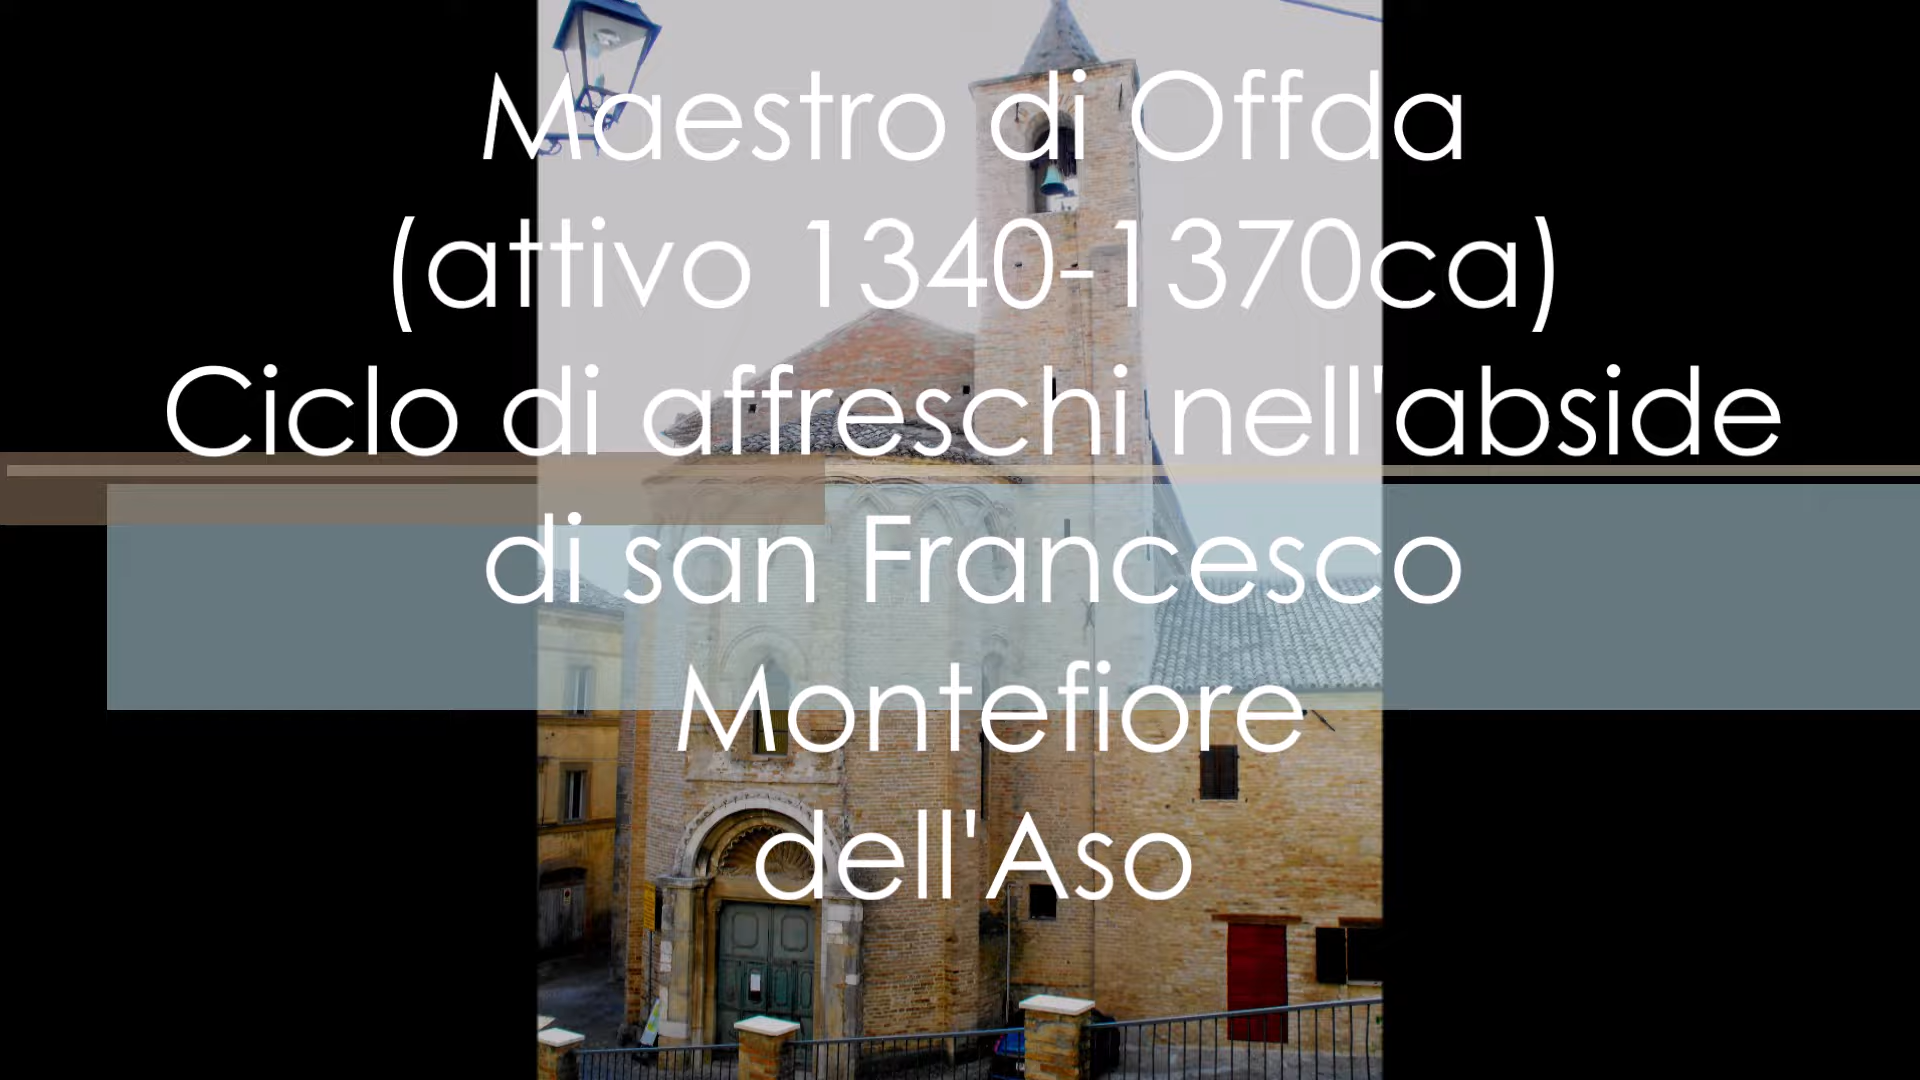 Maestro di Offda
(attivo 1340-1370ca)
Ciclo di affreschi nell'abside
di san Francesco
Montefiore
dell'Aso